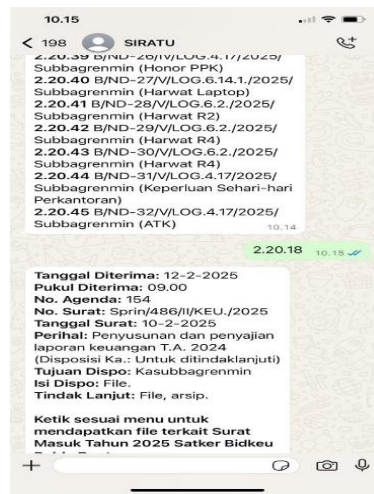 10.15
198 SIRATU
2.20.39 B/ND-26/IV/LOG.4.17/2025/
Subbagrenmin (Honor PPK)
2.20.40 B/ND-27/V/LOG.6.14.1./2025/
Subbagrenmin (Harwat Laptop)
2.20.41 B/ND-28/V/LOG.6.2./2025/
Subbagrenmin (Harwat R2)
2.20.42 B/ND-29/V/LOG.6.2./2025/
Subbagrenmin (Harwat R4)
2.20.43 B/ND-30/V/LOG.6.2./2025/
Subbagrenmin (Harwat R4)
2.20.44 B/ND-31/V/LOG.4.17/2025/
Subbagrenmin (Keperluan Sehari-hari
Perkantoran)
2.20.45 B/ND-32/V/LOG.4.17/2025/
Subbagrenmin (ATK)
10.14
2.20.18 10.15
Tanggal Diterima: 12-2-2025
Pukul Diterima: 09.00
No. Agenda: 154
No. Surat: Sprin/486/II/KEU./2025
Tanggal Surat: 10-2-2025
Perihal: Penyusunan dan penyajian
laporan keuangan T.A. 2024
(Disposisi Ka.: Untuk ditindaklanjuti)
Tujuan Dispo: Kasubbagrenmin
Isi Dispo: File.
Tindak Lanjut: File, arsip.
Ketik sesuai menu untuk
mendapatkan file terkait Surat
Masuk Tahun 2025 Satker Bidkeu